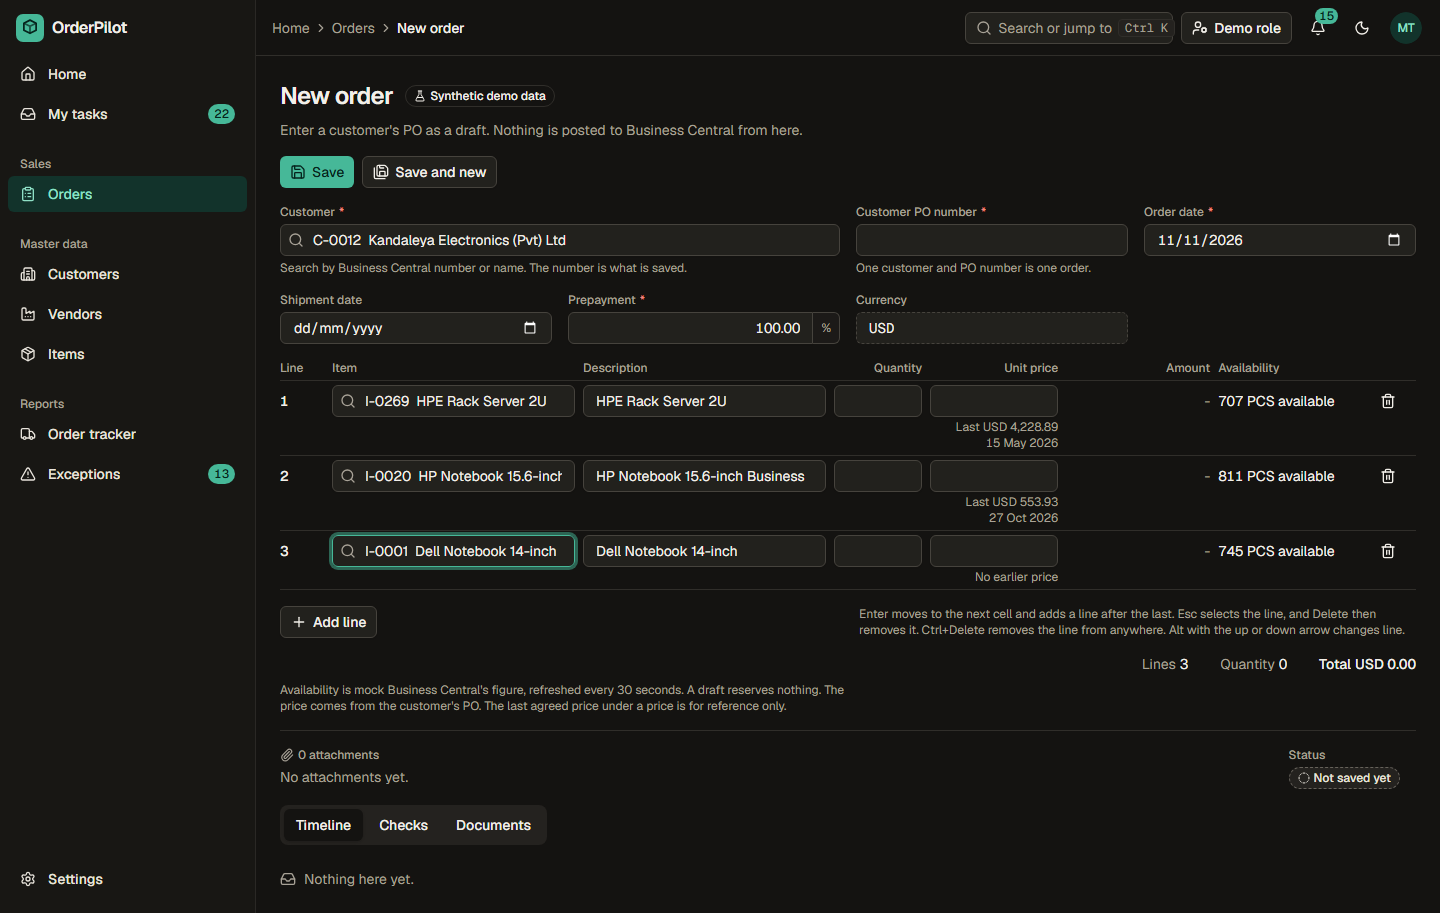 OrderPilot
Home
My tasks 22
Sales
Orders
Master data
Customers
Vendors
Items
Reports
Order tracker
Exceptions 13
Settings
Home > Orders > New order
Search or jump to Ctrl K
Demo role
15
MT
New order
Synthetic demo data
Enter a customer's PO as a draft. Nothing is posted to Business Central from here.
Save
Save and new
Customer * Customer PO number * Order date *
C-0012 Kandaleya Electronics (Pvt) Ltd 11/11/2026
Search by Business Central number or name. The number is what is saved. One customer and PO number is one order.
Shipment date Prepayment * Currency
dd/mm/yyyy 100.00 % USD
Line Item Description Quantity Unit price Amount Availability
1 I-0269 HPE Rack Server 2U HPE Rack Server 2U - 707 PCS available
Last USD 4,228.89
15 May 2026
2 I-0020 HP Notebook 15.6-inch HP Notebook 15.6-inch Business - 811 PCS available
Last USD 553.93
27 Oct 2026
3 I-0001 Dell Notebook 14-inch Dell Notebook 14-inch - 745 PCS available
No earlier price
Add line
Enter moves to the next cell and adds a line after the last. Esc selects the line, and Delete then
removes it. Ctrl+Delete removes the line from anywhere. Alt with the up or down arrow changes line.
Lines 3 Quantity 0 Total USD 0.00
Availability is mock Business Central's figure, refreshed every 30 seconds. A draft reserves nothing. The
price comes from the customer's PO. The last agreed price under a price is for reference only.
0 attachments
No attachments yet.
Status
Not saved yet
Timeline Checks Documents
Nothing here yet.